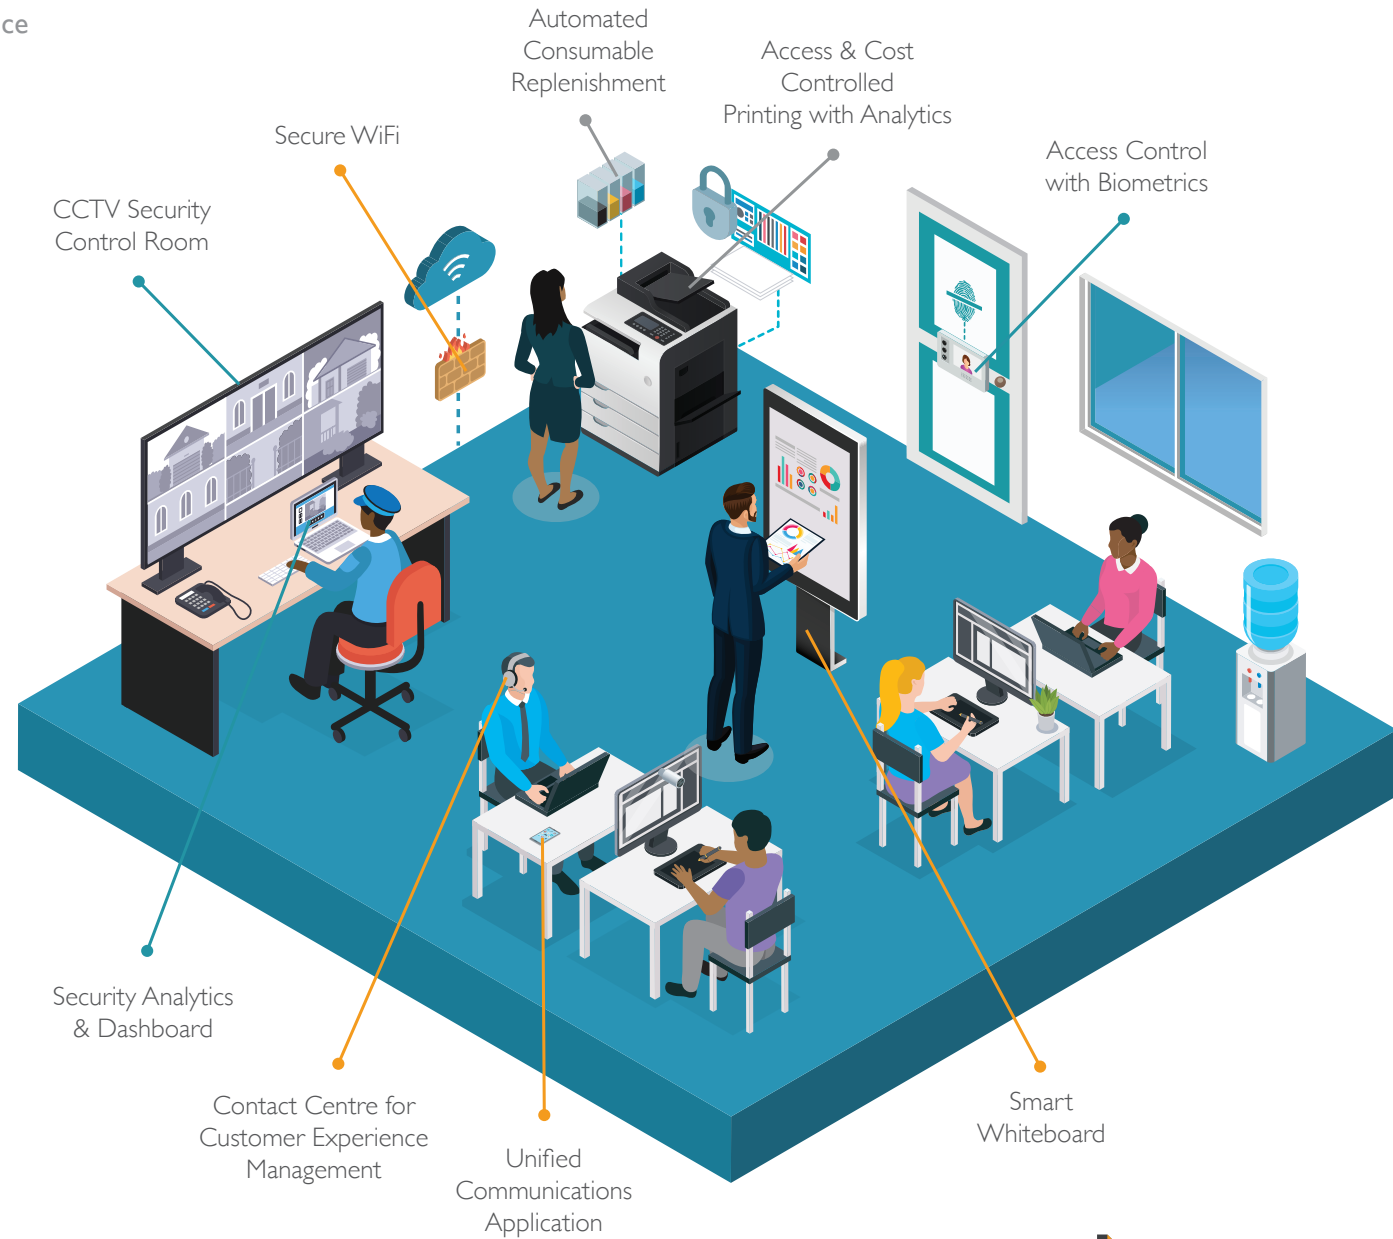 ce
Automated
Consumable
Replenishment
Access & Cost
Controlled
Printing with Analytics
Secure WiFi
Access Control
with Biometrics
CCTV Security
Control Room
Security Analytics
& Dashboard
Contact Centre for
Customer Experience
Management
Unified
Communications
Application
Smart
Whiteboard